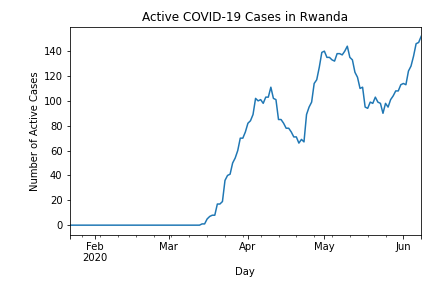 Active COVID-19 Cases in Rwanda
Number of Active Cases
140
120
100
80
60
40
20
0
Feb
2020
Mar
Apr
May
Jun
Day